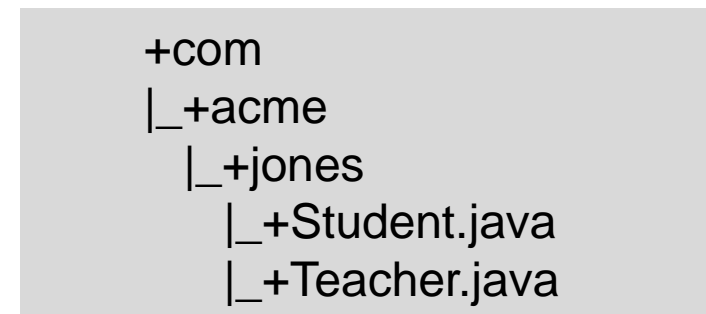 +com
|_+acme
|_+jones
|_+Student.java
|_+Teacher.java